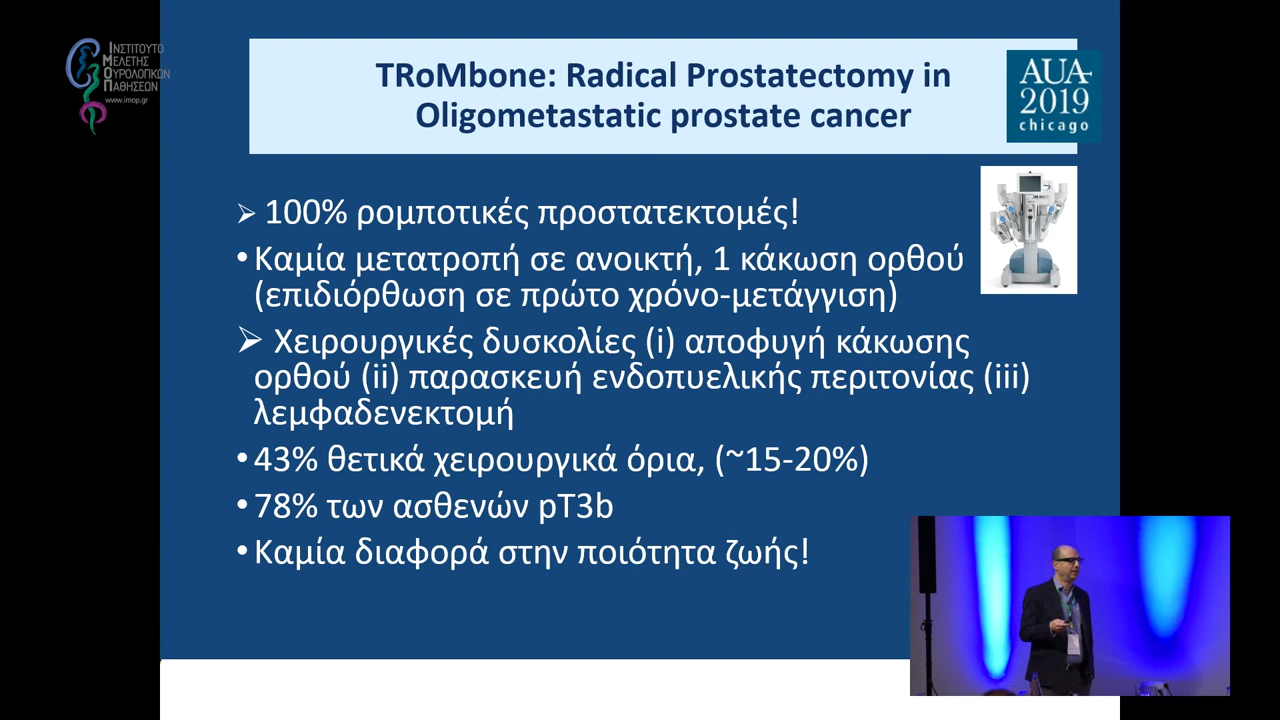 ΙΝΣΤΙΤΟΥΤΟ
ΜΕΛΕΤΗΣ
ΟΥΡΟΛΟΓΙΚΩΝ
ΠΑΘΗΣΕΩΝ
www.imop.gr
TRoMbone: Radical Prostatectomy in
Oligometastatic prostate cancer
AUA
2019
chicago
➢ 100% ρομποτικές προστατεκτομές!
• Καμία μετατροπή σε ανοικτή, 1 κάκωση ορθού
(επιδιόρθωση σε πρώτο χρόνο-μετάγγιση)
➢ Χειρουργικές δυσκολίες (i) αποφυγή κάκωσης
ορθού (ii) παρασκευή ενδοπυελικής περιτονίας (iii)
λεμφαδενεκτομή
• 43% θετικά χειρουργικά όρια, (~15-20%)
• 78% των ασθενών pT3b
• Καμία διαφορά στην ποιότητα ζωής!